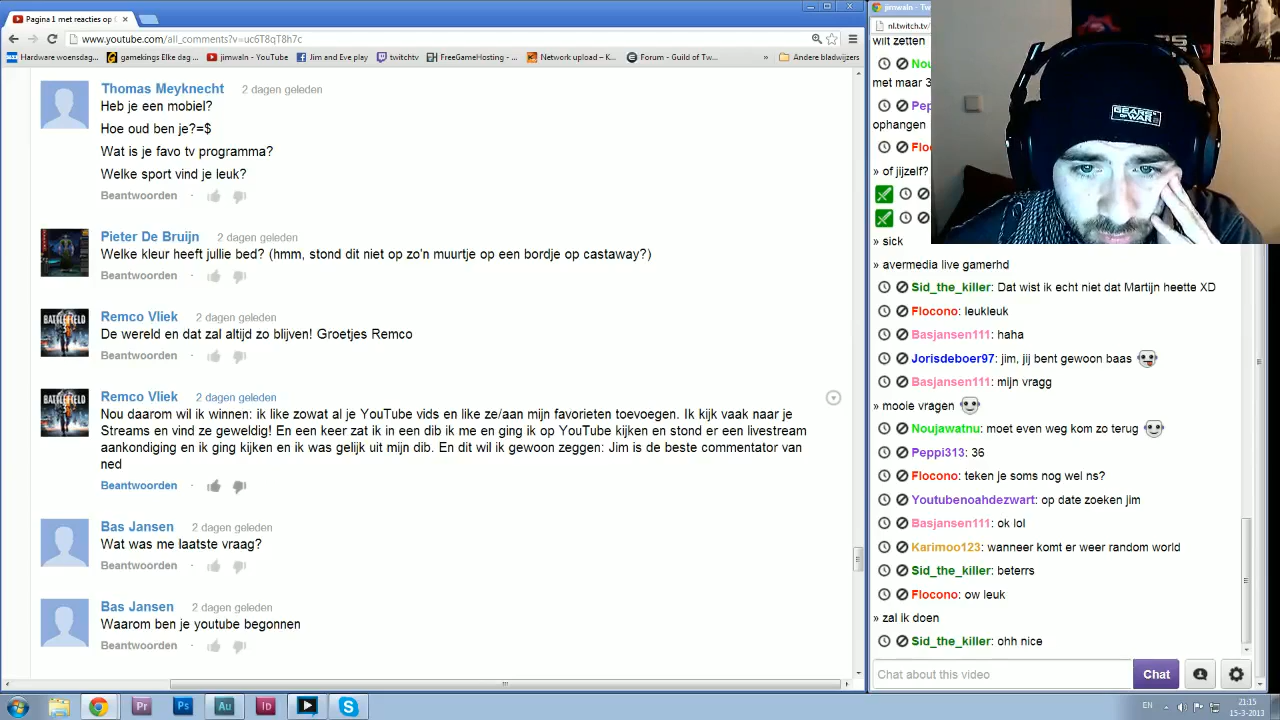 Pagina 1 met reacties op
www.youtube.com/all_comments?v=uc6T8qT8h7c
Hardware woensdag...
gamekings Elke dag ...
jimwaln - YouTube
Jim and Eve play
twitchtv
FreeGameHosting - ...
Network upload – K...
Forum - Guild of Tw...
»
Andere bladwijzers
Thomas Meyknecht 2 dagen geleden
Heb je een mobiel?
Hoe oud ben je?=$
Wat is je favo tv programma?
Welke sport vind je leuk?
Beantwoorden ·
Pieter De Bruijn 2 dagen geleden
Welke kleur heeft jullie bed? (hmm, stond dit niet op zo'n muurtje op een bordje op castaway?)
Beantwoorden ·
Remco Vliek 2 dagen geleden
De wereld en dat zal altijd zo blijven! Groetjes Remco
Beantwoorden ·
Remco Vliek 2 dagen geleden
Nou daarom wil ik winnen: ik like zowat al je YouTube vids en like ze/aan mijn favorieten toevoegen. Ik kijk vaak naar je
Streams en vind ze geweldig! En een keer zat ik in een dib ik me en ging ik op YouTube kijken en stond er een livestream
aankondiging en ik ging kijken en ik was gelijk uit mijn dib. En dit wil ik gewoon zeggen: Jim is de beste commentator van
ned
Beantwoorden ·
Bas Jansen 2 dagen geleden
Wat was me laatste vraag?
Beantwoorden ·
Bas Jansen 2 dagen geleden
Waarom ben je youtube begonnen
Beantwoorden ·
jimwaln - Tw
nl.twitch.tv/
wilt zetten
Nou
met maar 3
Pep
ophangen
Floc
» of jijzelf?
GEARS
OF WAR
» sick
» avermedia live gamerhd
Sid_the_killer: Dat wist ik echt niet dat Martijn heette XD
Flocono: leukleuk
Basjansen111: haha
Jorisdeboer97: jim, jij bent gewoon baas
Basjansen111: mijn vragg
» mooie vragen
Noujawatnu: moet even weg kom zo terug
Peppi313: 36
Flocono: teken je soms nog wel ns?
Youtubenoahdezwart: op date zoeken jim
Basjansen111: ok lol
Karimoo123: wanneer komt er weer random world
Sid_the_killer: beterrs
Flocono: ow leuk
» zal ik doen
Sid_the_killer: ohh nice
Chat about this video
Chat
Pr
Ps
Au
Id
EN
21:15
15-3-2013